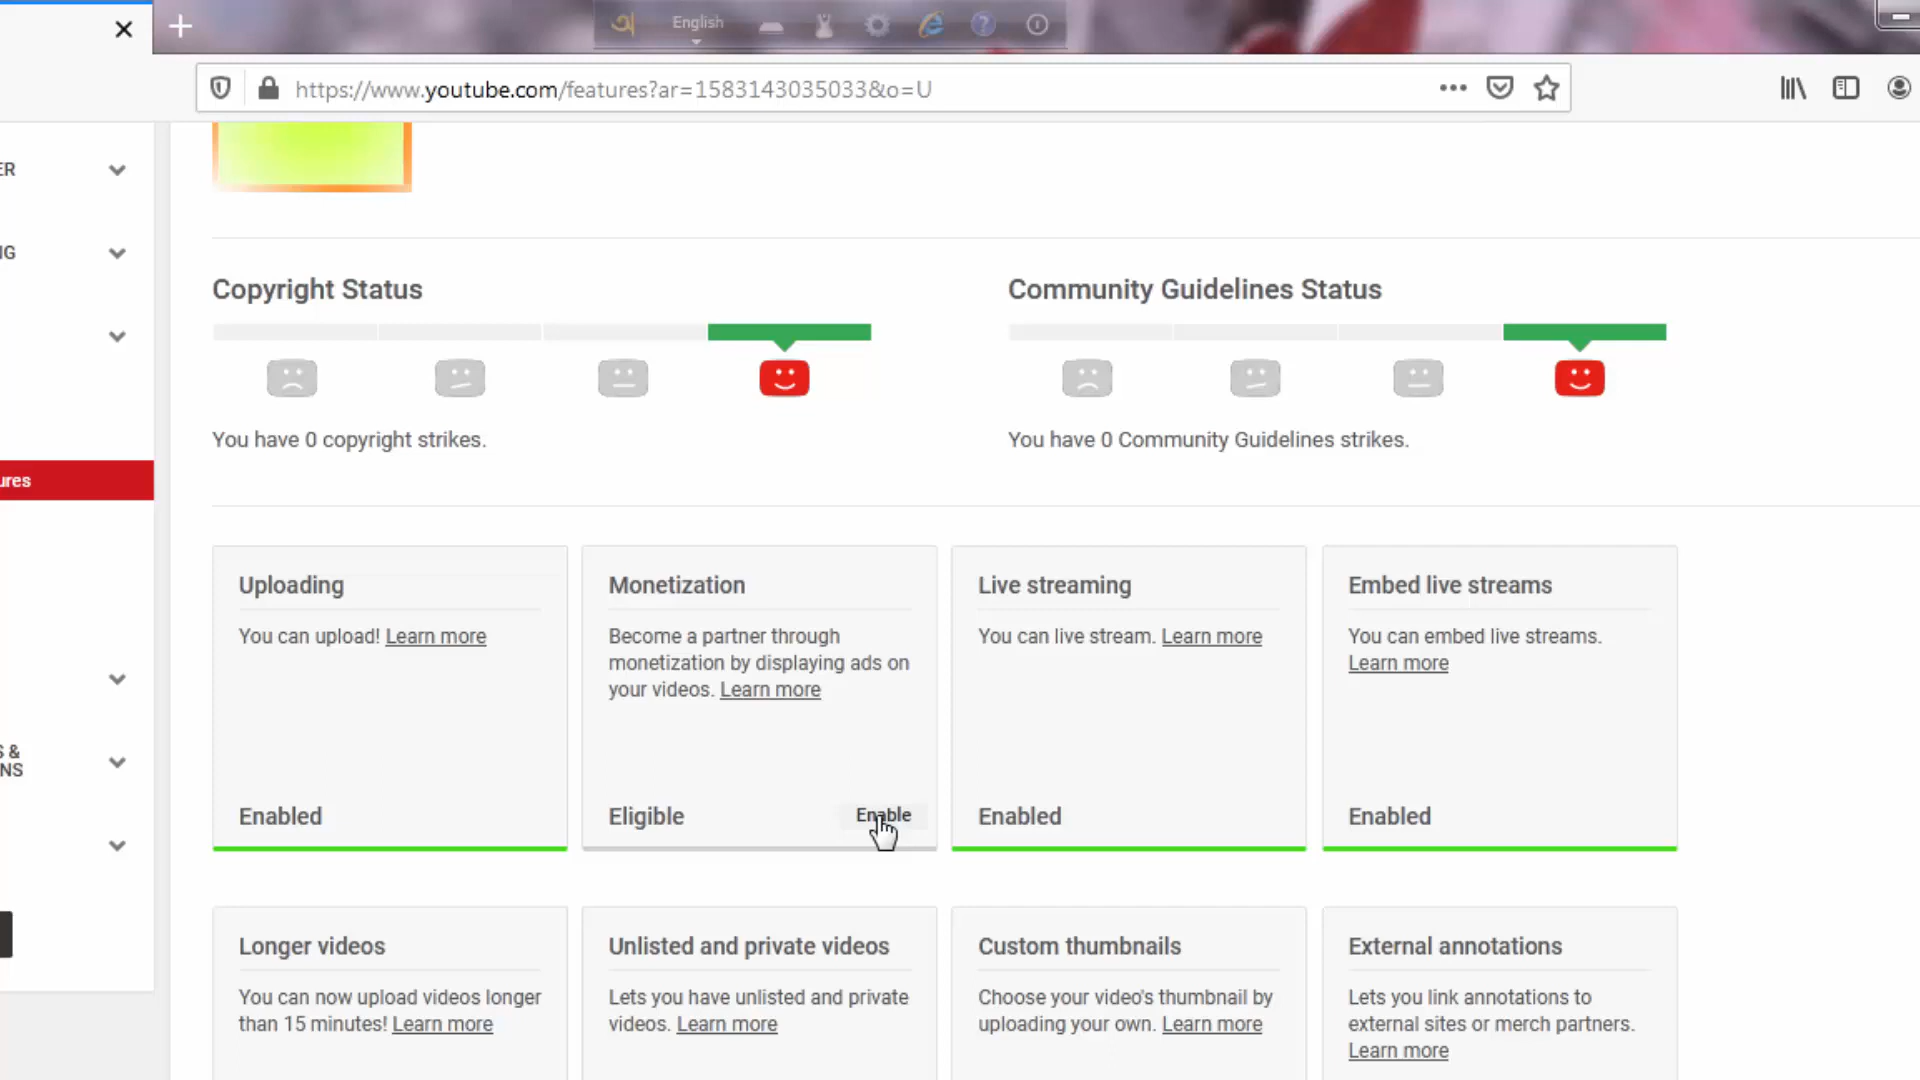 English
https://www.youtube.com/features?ar=1583143035033&o=U
ER
NG
ures
S &
NS
Copyright Status
You have 0 copyright strikes.
Community Guidelines Status
You have 0 Community Guidelines strikes.
Uploading
You can upload! Learn more
Enabled
Monetization
Become a partner through
monetization by displaying ads on
your videos. Learn more
Eligible
Enable
Live streaming
You can live stream. Learn more
Enabled
Embed live streams
You can embed live streams.
Learn more
Enabled
Longer videos
You can now upload videos longer
than 15 minutes! Learn more
Unlisted and private videos
Lets you have unlisted and private
videos. Learn more
Custom thumbnails
Choose your video's thumbnail by
uploading your own. Learn more
External annotations
Lets you link annotations to
external sites or merch partners.
Learn more